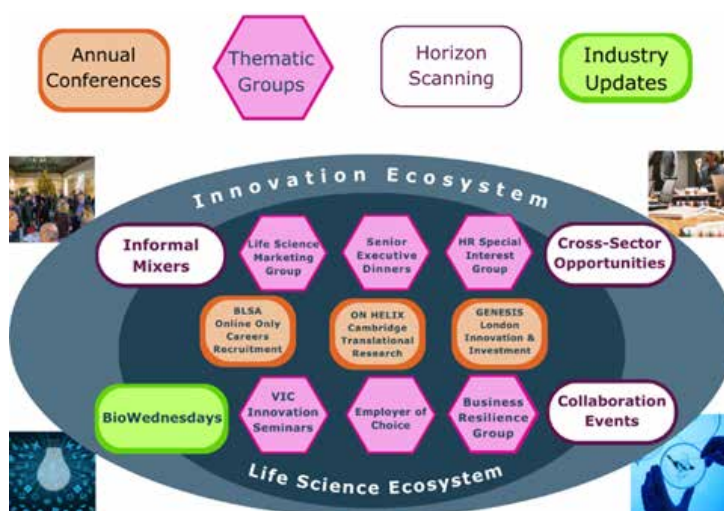 Annual
Conferences
Thematic
Groups
Horizon
Scanning
Industry
Updates
Innovation Ecosystem
Informal
Mixers
Life Science
Marketing
Group
Senior
Executive
Dinners
HR Special
Interest
Group
Cross-Sector
Opportunities
BLSA
Online Only
Careers
Recruitment
ON HELIX
Cambridge
Translational
Research
GENESIS
London
Innovation &
Investment
BioWednesdays
VIC
Innovation
Seminars
Employer of
Choice
Business
Resilience
Group
Collaboration
Events
Life Science Ecosystem